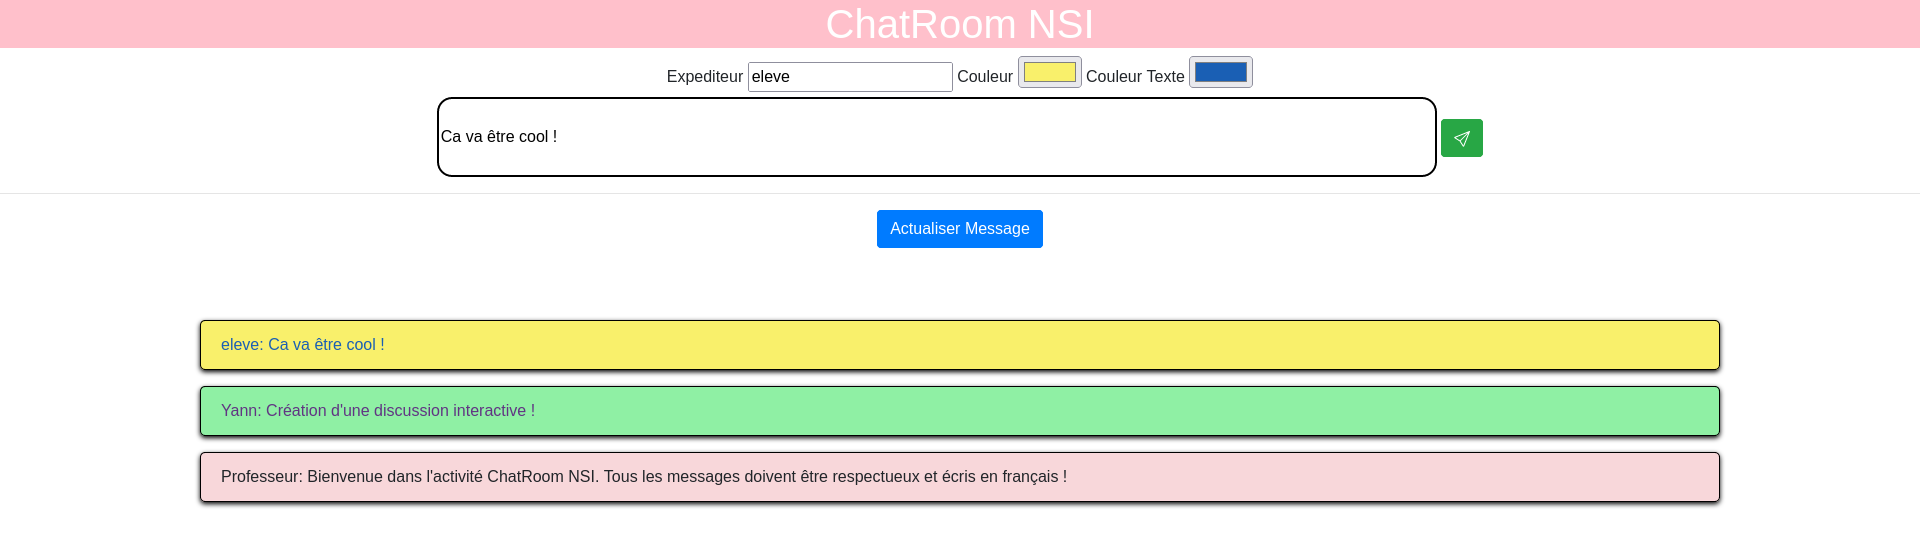 ChatRoom NSI
Expediteur eleve Couleur Couleur Texte
Ca va être cool !
Actualiser Message
eleve: Ca va être cool !
Yann: Création d'une discussion interactive !
Professeur: Bienvenue dans l'activité ChatRoom NSI. Tous les messages doivent être respectueux et écris en français !